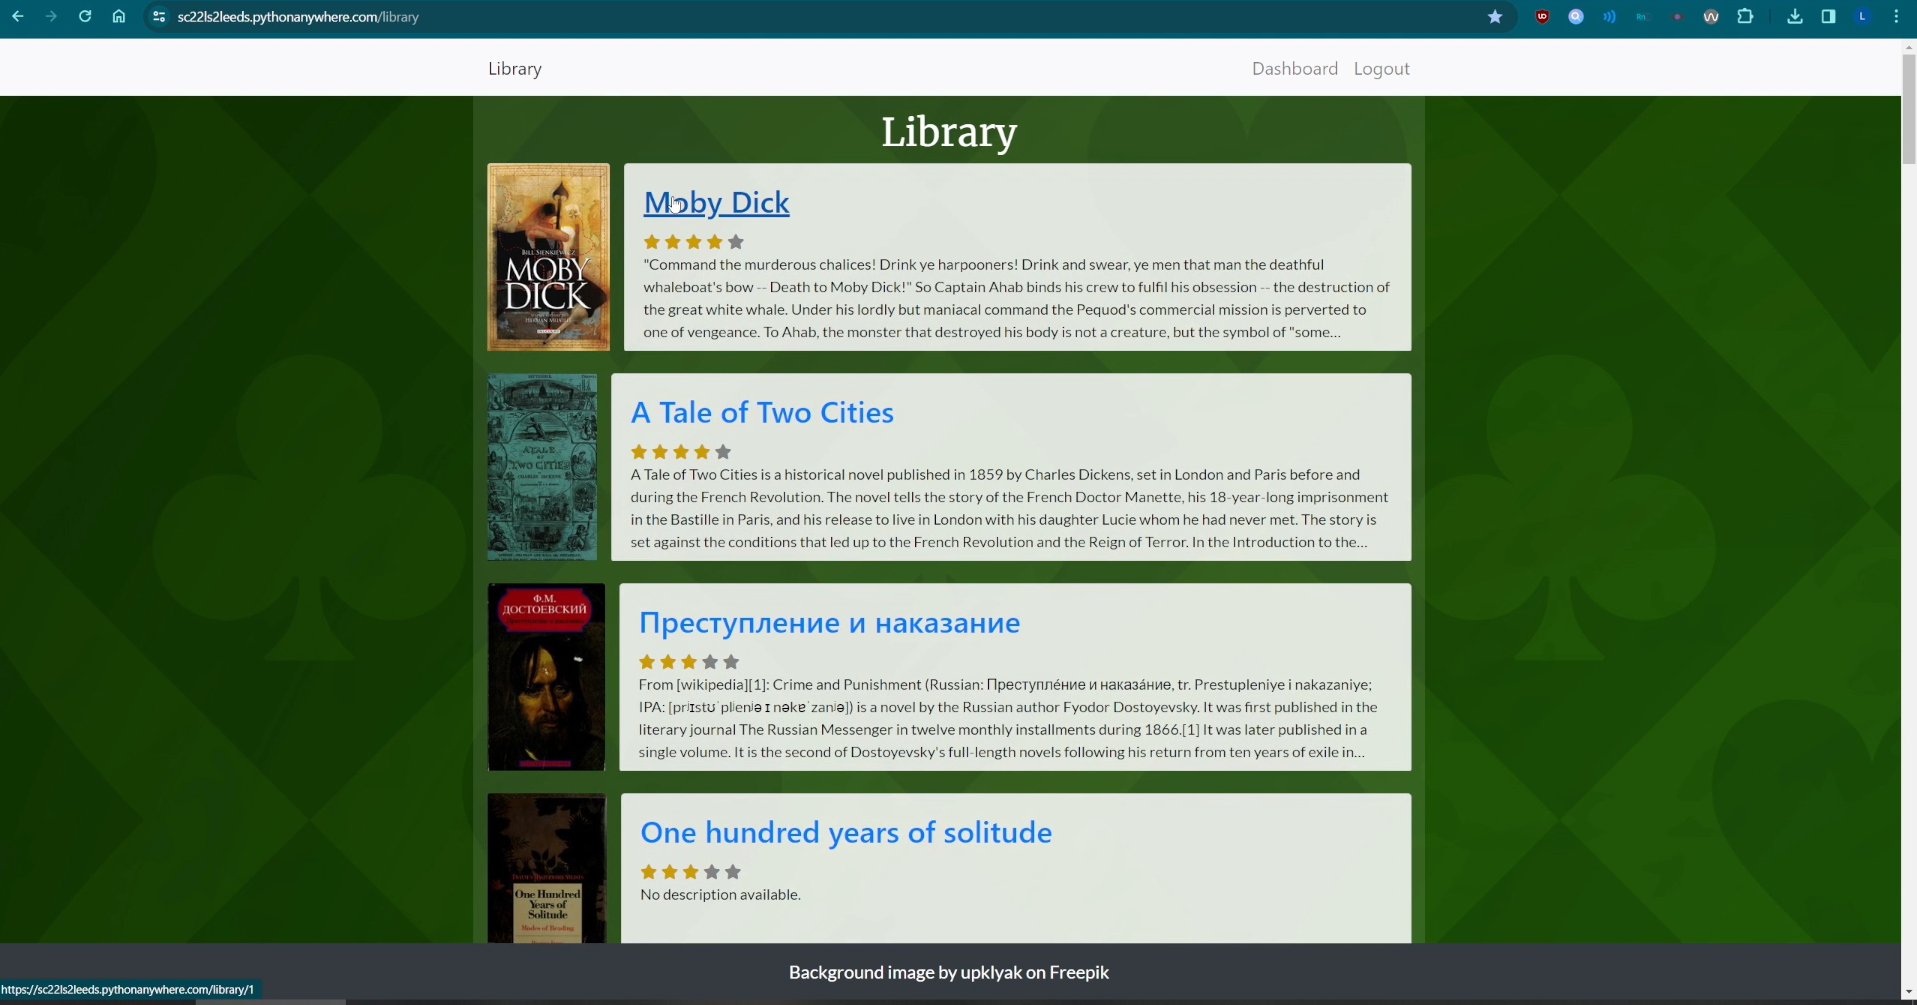 sc22ls2leeds.pythonanywhere.com/library
Library
Dashboard Logout
Library
BILL SIENKIEWICZ
MOBY
DICK
HERMAN MELVILLE
Moby Dick
"Command the murderous chalices! Drink ye harpooners! Drink and swear, ye men that man the deathful
whaleboat's bow -- Death to Moby Dick!" So Captain Ahab binds his crew to fulfil his obsession -- the destruction of
the great white whale. Under his lordly but maniacal command the Pequod's commercial mission is perverted to
one of vengeance. To Ahab, the monster that destroyed his body is not a creature, but the symbol of "some...
A TALE
OF
TWO CITIES
CHARLES DICKENS
A Tale of Two Cities
A Tale of Two Cities is a historical novel published in 1859 by Charles Dickens, set in London and Paris before and
during the French Revolution. The novel tells the story of the French Doctor Manette, his 18-year-long imprisonment
in the Bastille in Paris, and his release to live in London with his daughter Lucie whom he had never met. The story is
set against the conditions that led up to the French Revolution and the Reign of Terror. In the Introduction to the...
Ф.М.
ДОСТОЕВСКИЙ
Преступление и наказание
From [wikipedia][1]: Crime and Punishment (Russian: Преступлéние и наказáние, tr. Prestupleniye i nakazaniye;
IPA: [prʲɪstʊˈplʲenʲə ɪ nəkɐˈzanʲə]) is a novel by the Russian author Fyodor Dostoyevsky. It was first published in the
literary journal The Russian Messenger in twelve monthly installments during 1866.[1] It was later published in a
single volume. It is the second of Dostoyevsky's full-length novels following his return from ten years of exile in...
One Hundred
Years of
Solitude
Modes of Reading
One hundred years of solitude
No description available.
Background image by upklyak on Freepik
https://sc22ls2leeds.pythonanywhere.com/library/1